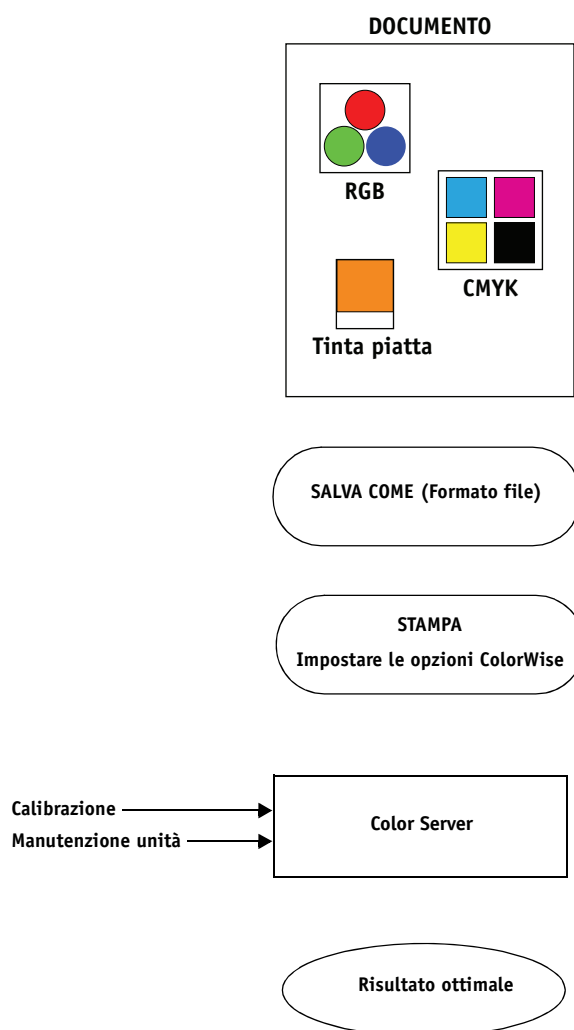 DOCUMENTO
RGB
CMYK
Tinta piatta
SALVA COME (Formato file)
STAMPA
Impostare le opzioni ColorWise
Calibrazione
Manutenzione unità
Color Server
Risultato ottimale